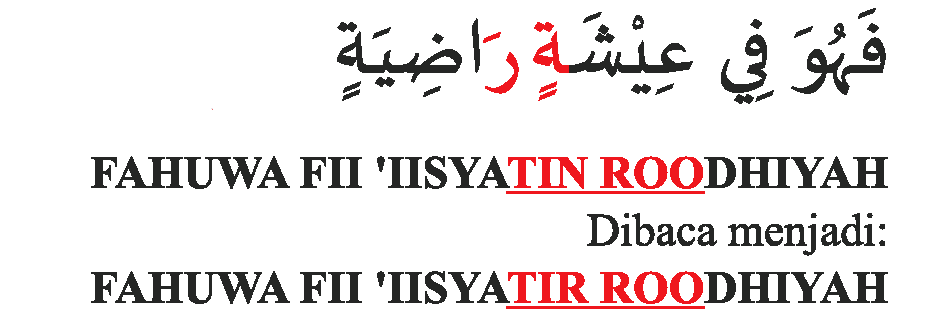 فَهُوَ فِي عِيْشَةٍ رَاضِيَةٍ
FAHUWA FII 'IISYATIN ROODHIYAH
Dibaca menjadi:
FAHUWA FII 'IISYATIR ROODHIYAH